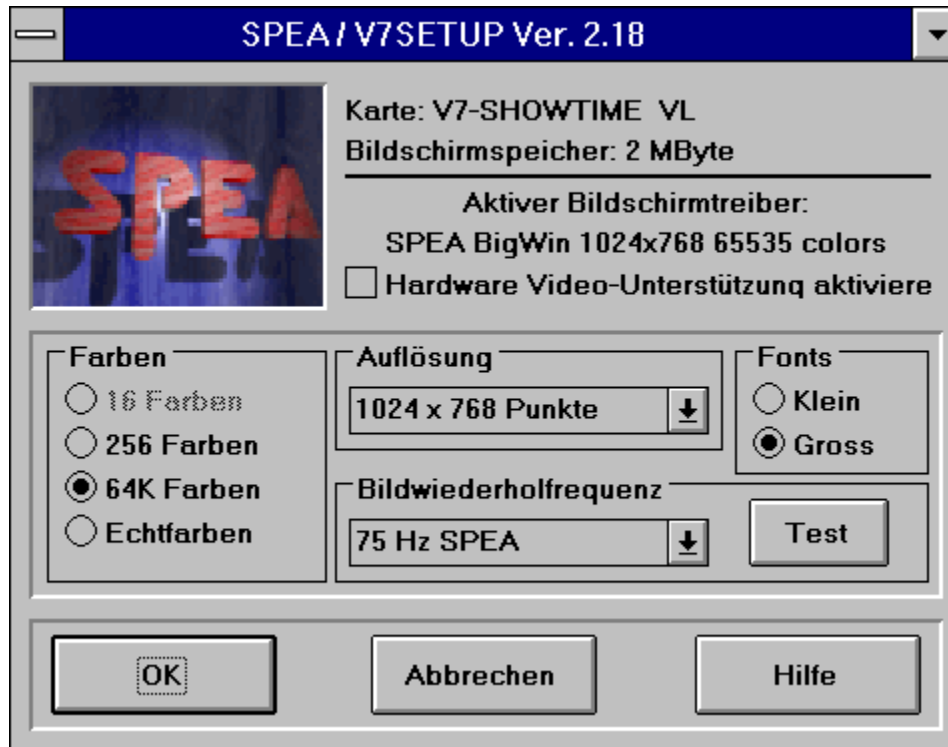 SPEA / V7SETUP Ver. 2.18
SPEA
Karte: V7-SHOWTIME VL
Bildschirmspeicher: 2 MByte
Aktiver Bildschirmtreiber:
SPEA BigWin 1024x768 65535 colors
Hardware Video-Unterstützung aktiviere
Farben
16 Farben
256 Farben
64K Farben
Echtfarben
Auflösung
1024 x 768 Punkte
Fonts
Klein
Gross
Bildwiederholfrequenz
75 Hz SPEA
Test
OK
Abbrechen
Hilfe